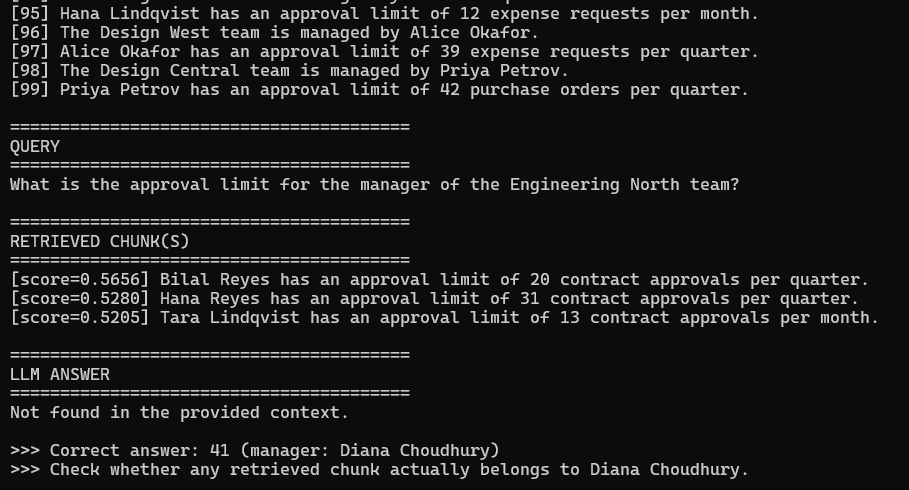 [95] Hana Lindqvist has an approval limit of 12 expense requests per month.
[96] The Design West team is managed by Alice Okafor.
[97] Alice Okafor has an approval limit of 39 expense requests per quarter.
[98] The Design Central team is managed by Priya Petrov.
[99] Priya Petrov has an approval limit of 42 purchase orders per quarter.
========================================
QUERY
========================================
What is the approval limit for the manager of the Engineering North team?
========================================
RETRIEVED CHUNK(S)
========================================
[score=0.5656] Bilal Reyes has an approval limit of 20 contract approvals per quarter.
[score=0.5280] Hana Reyes has an approval limit of 31 contract approvals per quarter.
[score=0.5205] Tara Lindqvist has an approval limit of 13 contract approvals per month.
========================================
LLM ANSWER
========================================
Not found in the provided context.
>>> Correct answer: 41 (manager: Diana Choudhury)
>>> Check whether any retrieved chunk actually belongs to Diana Choudhury.